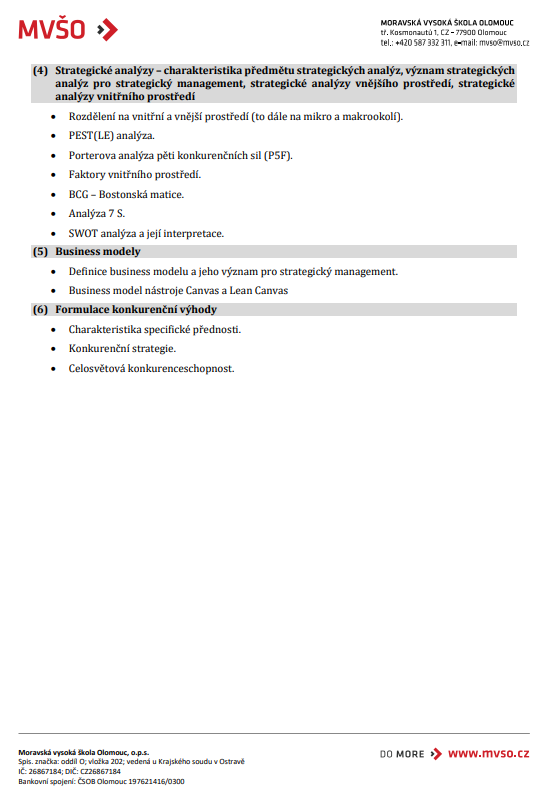 MVŠO
MORAVSKÁ VYSOKÁ ŠKOLA OLOMOUC
tř. Kosmonautů 1, CZ – 77900 Olomouc
tel.: +420 587 332 311, e-mail: mvso@mvso.cz
(4) Strategické analýzy – charakteristika předmětu strategických analýz, význam strategických
analýz pro strategický management, strategické analýzy vnějšího prostředí, strategické
analýzy vnitřního prostředí
• Rozdělení na vnitřní a vnější prostředí (to dále na mikro a makrookolí).
• PEST(LE) analýza.
• Porterova analýza pěti konkurenčních sil (P5F).
• Faktory vnitřního prostředí.
• BCG – Bostonská matice.
• Analýza 7 S.
• SWOT analýza a její interpretace.
(5) Business modely
• Definice business modelu a jeho význam pro strategický management.
• Business model nástroje Canvas a Lean Canvas
(6) Formulace konkurenční výhody
• Charakteristika specifické přednosti.
• Konkurenční strategie.
• Celosvětová konkurenceschopnost.
Moravská vysoká škola Olomouc, o.p.s.
Spis. značka: oddíl O; vložka 202; vedená u Krajského soudu v Ostravě
IČ: 26867184; DIČ: CZ26867184
Bankovní spojení: ČSOB Olomouc 197621416/0300
DO MORE www.mvso.cz